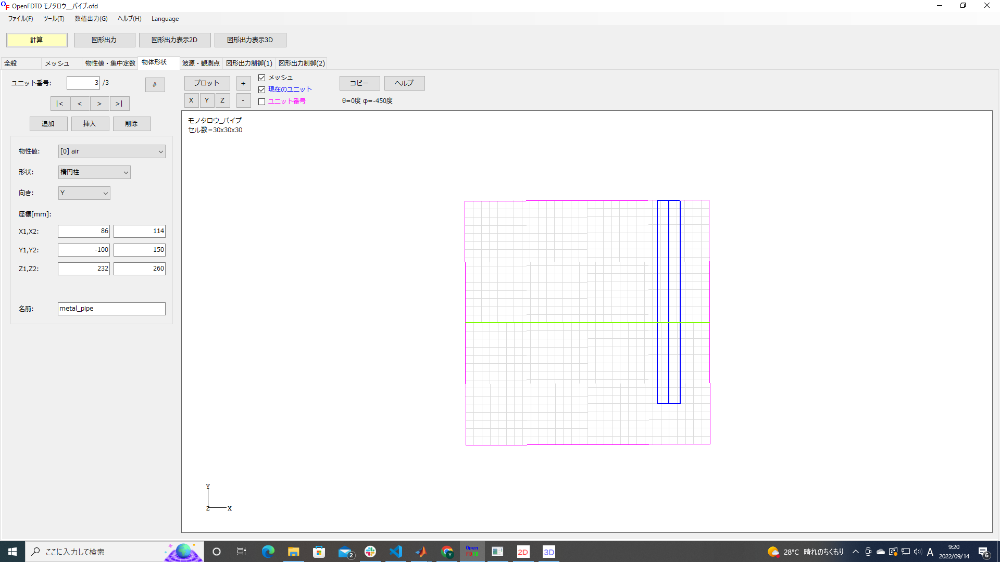 OF OpenFDTD モノタロウ__パイプ.ofd
ファイル(F) ツール(T) 数値出力(G) ヘルプ(H) Language
計算 図形出力 図形出力表示2D 図形出力表示3D
全般 メッシュ 物性値・集中定数 物体形状 波源・観測点 図形出力制御(1) 図形出力制御(2)
ユニット番号: 3 /3 #
|< < > >|
追加 挿入 削除
物性値: [0] air
形状: 楕円柱
向き: Y
座標[mm]:
X1,X2: 86 114
Y1,Y2: -100 150
Z1,Z2: 232 260
名前: metal_pipe
プロット + メッシュ コピー ヘルプ
現在のユニット
X Y Z - ユニット番号 θ=0度 φ=-450度
モノタロウ_パイプ
セル数=30x30x30
Y
Z X
ここに入力して検索 2 Y Open FDTD 2D 3D 28°C 晴れのちくもり A 9:20 6
2022/09/14